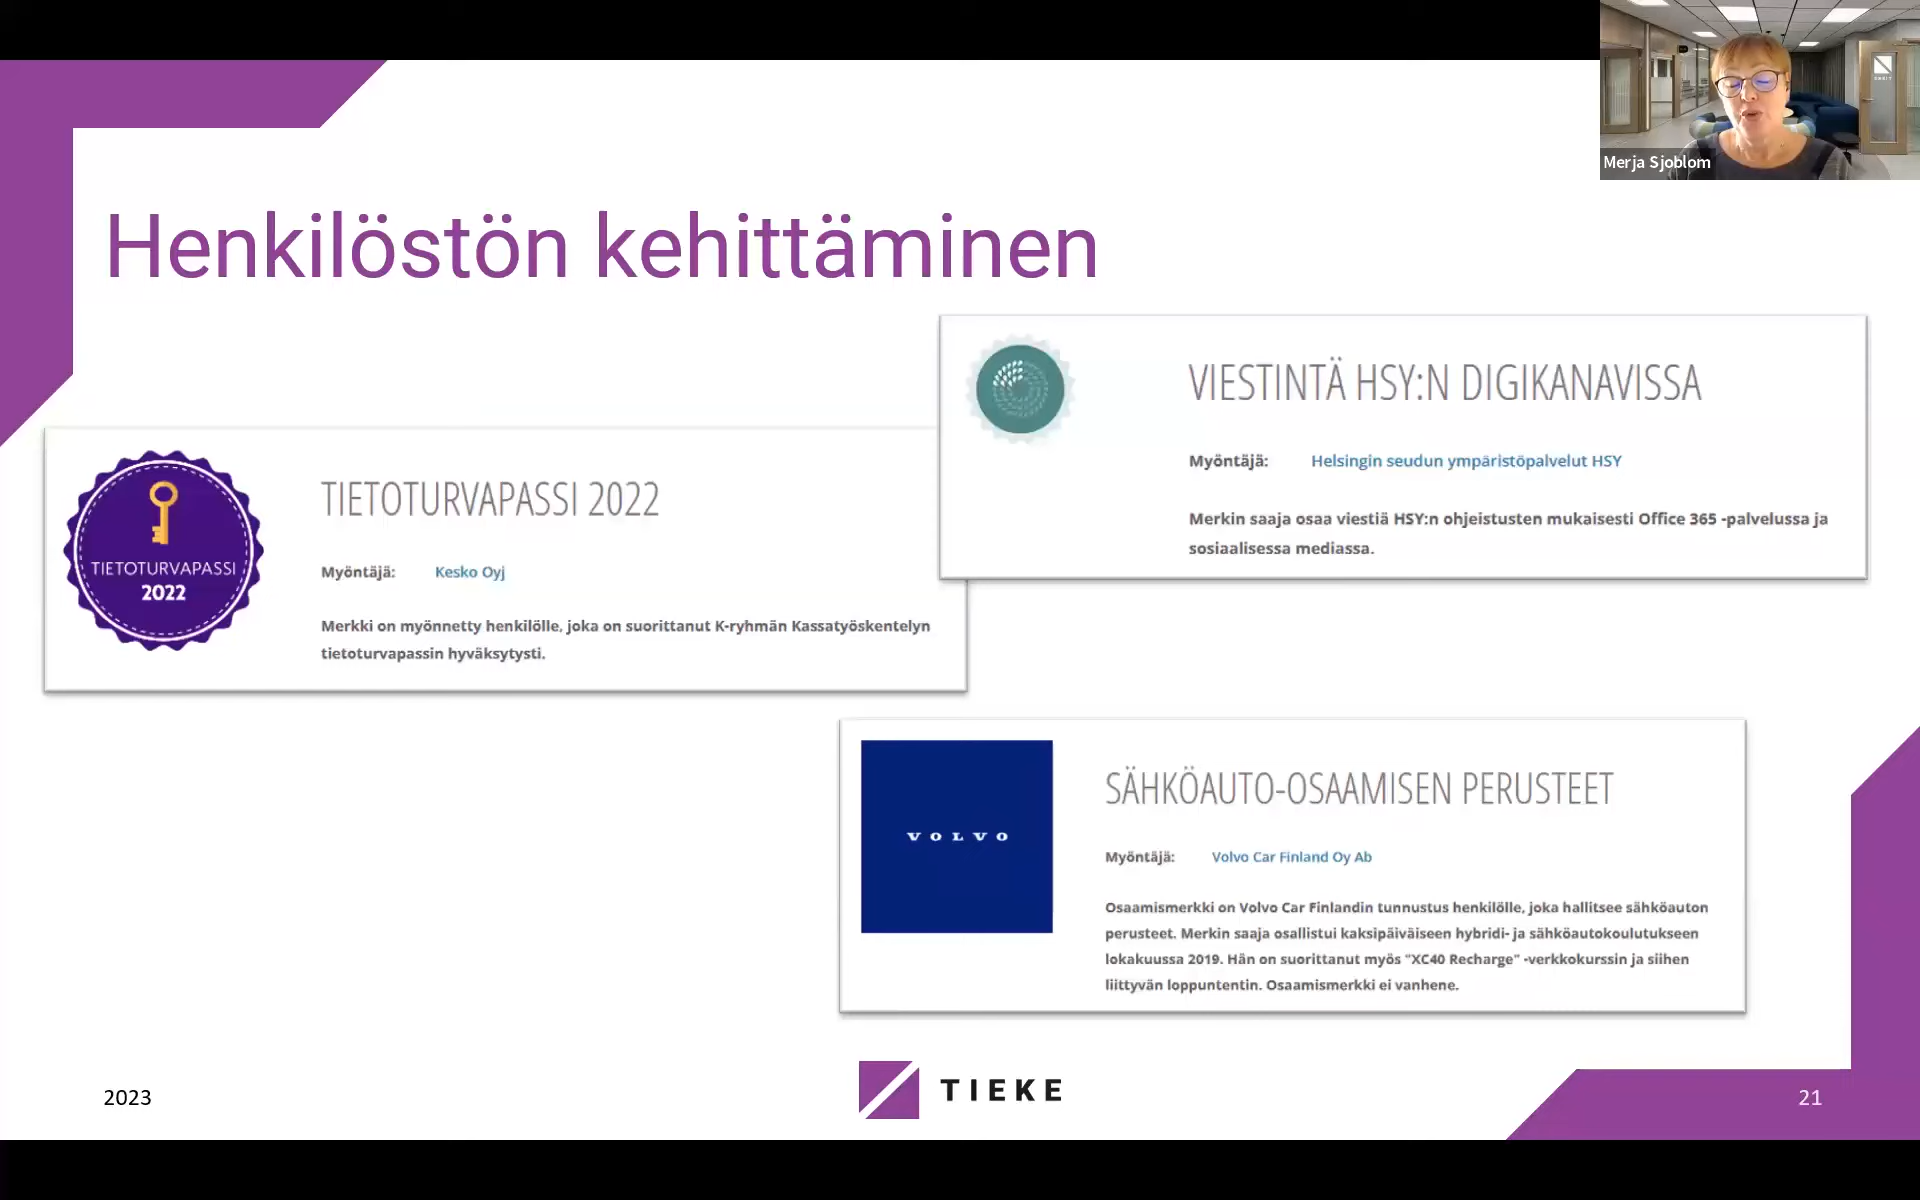 Merja Sjoblom
Henkilöstön kehittäminen
VIESTINTÄ HSY:N DIGIKANAVISSA
Myöntäjä: Helsingin seudun ympäristöpalvelut HSY
Merkin saaja osaa viestiä HSY:n ohjeistusten mukaisesti Office 365 -palvelussa ja
sosiaalisessa mediassa.
TIETOTURVAPASSI
2022
TIETOTURVAPASSI 2022
Myöntäjä: Kesko Oyj
Merkki on myönnetty henkilölle, joka on suorittanut K-ryhmän Kassatyöskentelyn
tietoturvapassin hyväksytysti.
VOLVO
SÄHKÖAUTO-OSAAMISEN PERUSTEET
Myöntäjä: Volvo Car Finland Oy Ab
Osaamismerkki on Volvo Car Finlandin tunnustus henkilölle, joka hallitsee sähköauton
perusteet. Merkin saaja osallistui kaksipäiväiseen hybridi- ja sähköautokoulutukseen
lokakuussa 2019. Hän on suorittanut myös "XC40 Recharge" -verkkokurssin ja siihen
liittyvän loppuntentin. Osaamismerkki ei vanhene.
2023
TIEKE
21